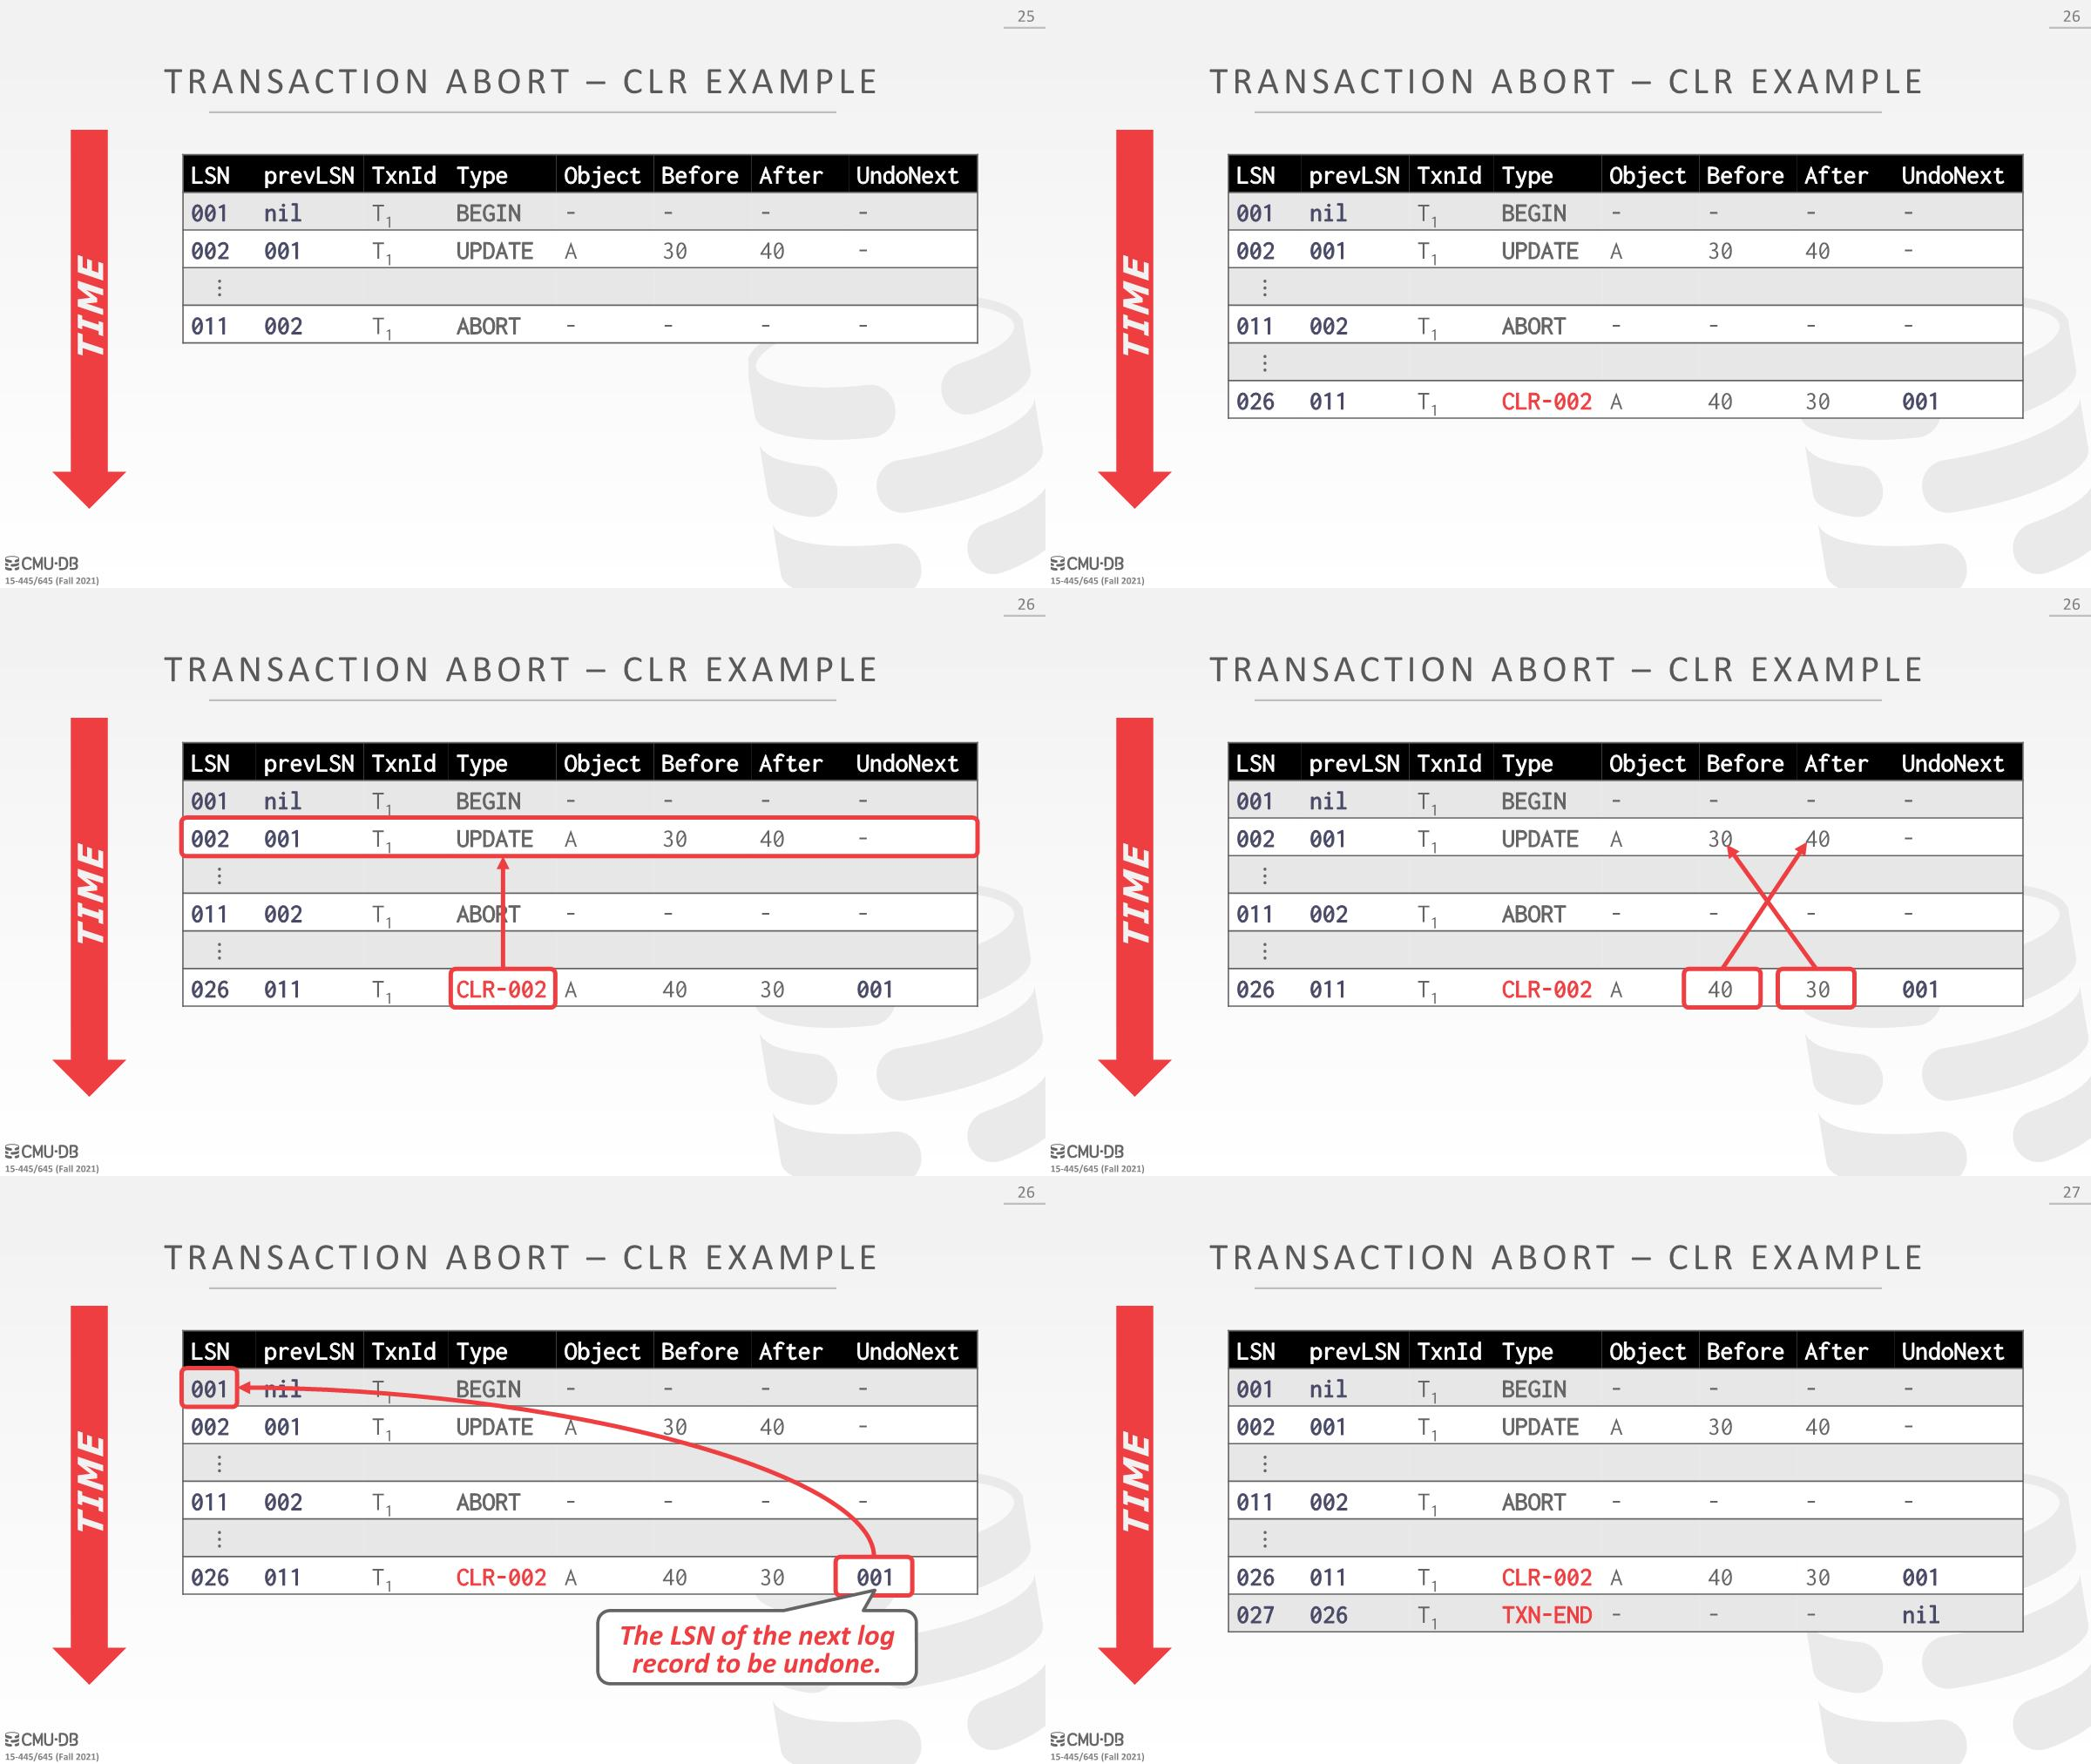 25
TRANSACTION ABORT – CLR EXAMPLE
TIME
LSN prevLSN TxnId Type Object Before After UndoNext
001 nil T1 BEGIN - - - -
002 001 T1 UPDATE A 30 40 -
⋮
011 002 T1 ABORT - - - -
CMU·DB
15-445/645 (Fall 2021)
26
TRANSACTION ABORT – CLR EXAMPLE
TIME
LSN prevLSN TxnId Type Object Before After UndoNext
001 nil T1 BEGIN - - - -
002 001 T1 UPDATE A 30 40 -
⋮
011 002 T1 ABORT - - - -
⋮
026 011 T1 CLR-002 A 40 30 001
CMU·DB
15-445/645 (Fall 2021)
26
TRANSACTION ABORT – CLR EXAMPLE
TIME
LSN prevLSN TxnId Type Object Before After UndoNext
001 nil T1 BEGIN - - - -
002 001 T1 UPDATE A 30 40 -
⋮
011 002 T1 ABORT - - - -
⋮
026 011 T1 CLR-002 A 40 30 001
CMU·DB
15-445/645 (Fall 2021)
26
TRANSACTION ABORT – CLR EXAMPLE
TIME
LSN prevLSN TxnId Type Object Before After UndoNext
001 nil T1 BEGIN - - - -
002 001 T1 UPDATE A 30 40 -
⋮
011 002 T1 ABORT - - - -
⋮
026 011 T1 CLR-002 A 40 30 001
CMU·DB
15-445/645 (Fall 2021)
26
TRANSACTION ABORT – CLR EXAMPLE
TIME
LSN prevLSN TxnId Type Object Before After UndoNext
001 nil T1 BEGIN - - - -
002 001 T1 UPDATE A 30 40 -
⋮
011 002 T1 ABORT - - - -
⋮
026 011 T1 CLR-002 A 40 30 001
The LSN of the next log
record to be undone.
CMU·DB
15-445/645 (Fall 2021)
27
TRANSACTION ABORT – CLR EXAMPLE
TIME
LSN prevLSN TxnId Type Object Before After UndoNext
001 nil T1 BEGIN - - - -
002 001 T1 UPDATE A 30 40 -
⋮
011 002 T1 ABORT - - - -
⋮
026 011 T1 CLR-002 A 40 30 001
027 026 T1 TXN-END - - - nil
CMU·DB
15-445/645 (Fall 2021)